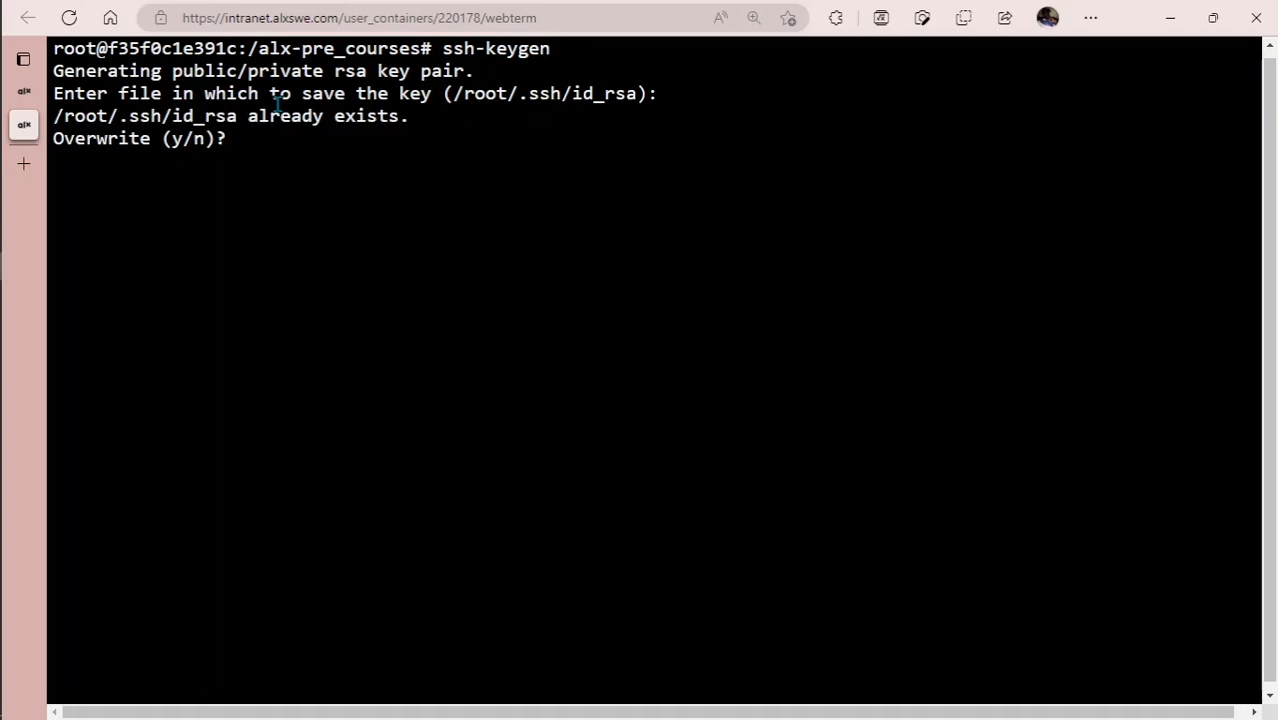 https://intranet.alxswe.com/user_containers/220178/webterm
root@f35f0c1e391c:/alx-pre_courses# ssh-keygen
Generating public/private rsa key pair.
Enter file in which to save the key (/root/.ssh/id_rsa):
/root/.ssh/id_rsa already exists.
Overwrite (y/n)?
alx
alx